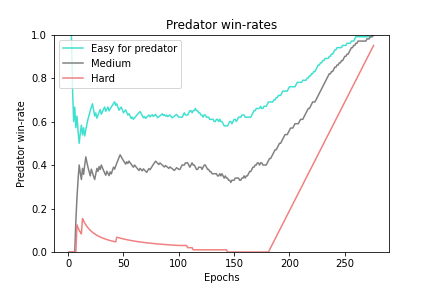 Predator win-rates
Easy for predator
Medium
Hard
Predator win-rate
1.0
0.8
0.6
0.4
0.2
0.0
0 50 100 150 200 250
Epochs